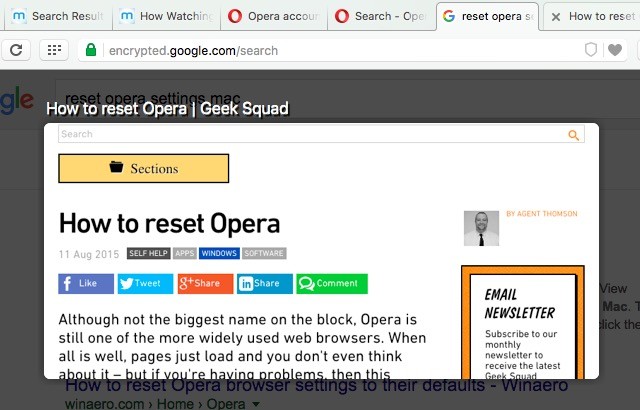 Search Resul
How Watchin
Opera accour
Search - Ope
reset opera se
How to reset
encrypted.google.com/search
gle
reset opera settings mac
How to reset Opera | Geek Squad
Search
Sections
How to reset Opera
BY AGENT THOMSON
11 Aug 2015 SELF HELP APPS WINDOWS SOFTWARE
Like Tweet Share Share Comment
Although not the biggest name on the block, Opera is
still one of the more widely used web browsers. When
all is well, pages just load and you don't even think
about it – but if you're having problems, then this
EMAIL
NEWSLETTER
Subscribe to our
monthly
newsletter to
receive the latest
Geek Squad
View
Mac. T
click the
How to reset Opera browser settings to their defaults - Winaero
winaero.com › Home › Opera